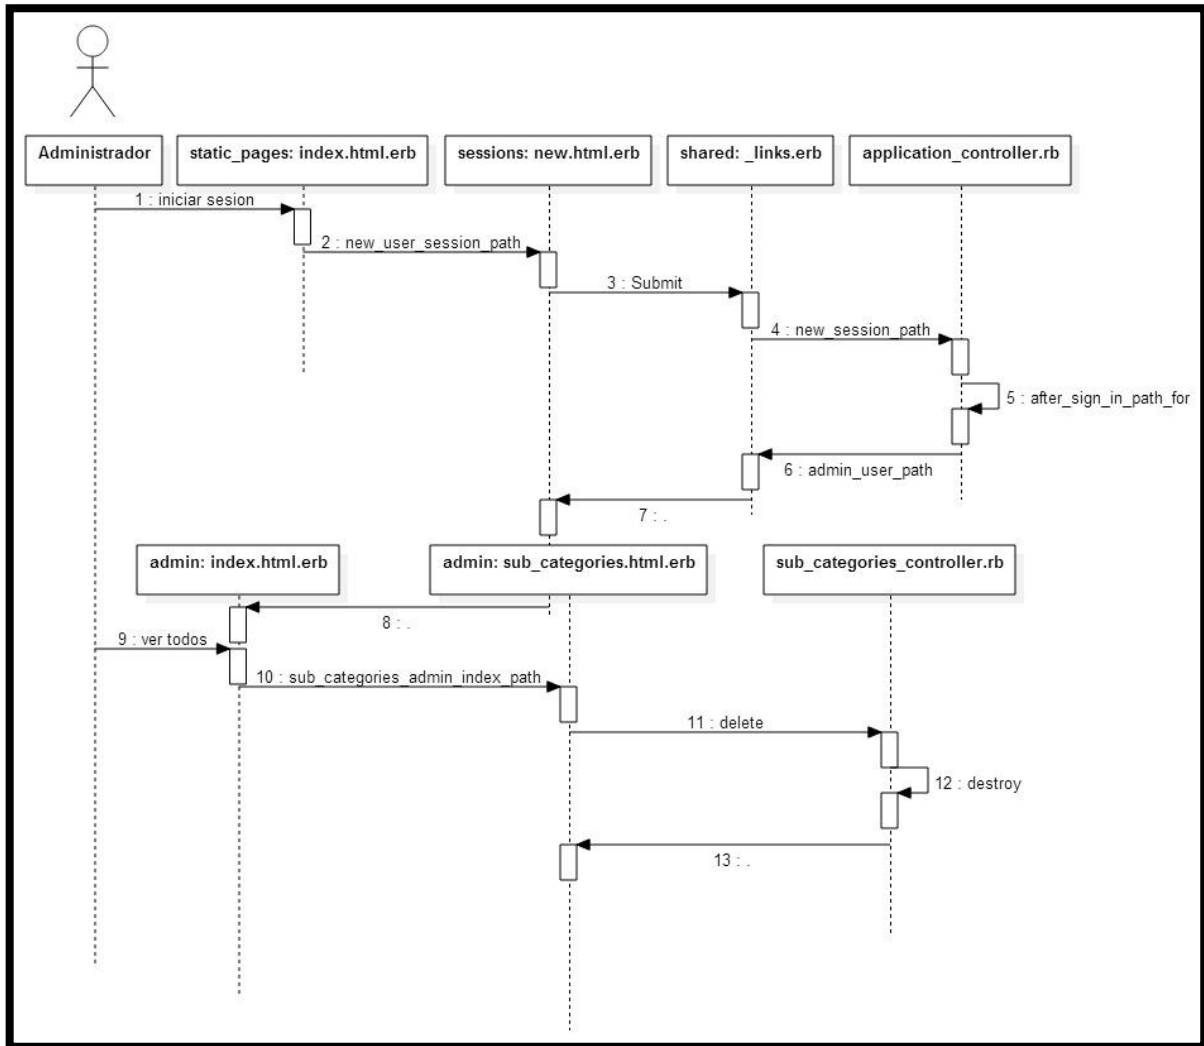 Administrador
static_pages: index.html.erb
sessions: new.html.erb
shared: _links.erb
application_controller.rb
1 : iniciar sesion
2 : new_user_session_path
3 : Submit
4 : new_session_path
5 : after_sign_in_path_for
6 : admin_user_path
7 : .
admin: index.html.erb
admin: sub_categories.html.erb
sub_categories_controller.rb
8 : .
9 : ver todos
10 : sub_categories_admin_index_path
11 : delete
12 : destroy
13 : .